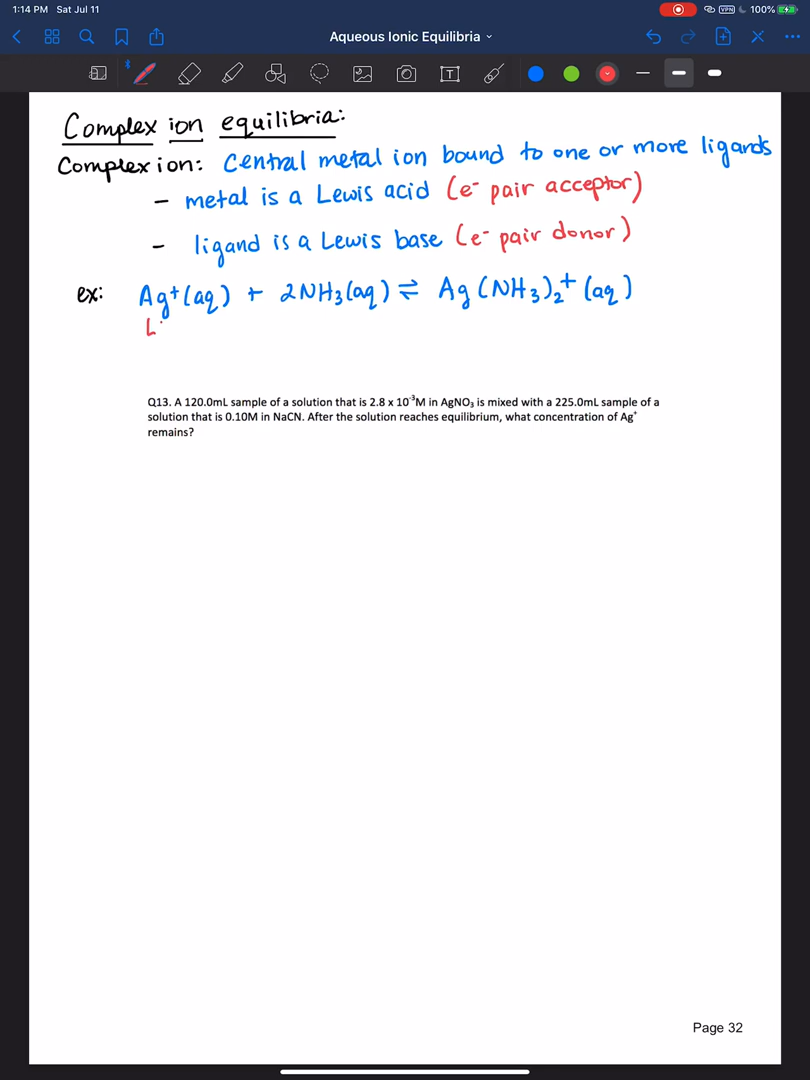 1:14 PM Sat Jul 11
VPN 100%
Aqueous Ionic Equilibria
T
Complex ion equilibria:
Complex ion: Central metal ion bound to one or more ligands
- metal is a Lewis acid (e⁻ pair acceptor)
- ligand is a Lewis base (e⁻ pair donor)
ex: Ag⁺(aq) + 2NH₃(aq) ⇌ Ag(NH₃)₂⁺(aq)
L
Q13. A 120.0mL sample of a solution that is 2.8 x 10⁻³M in AgNO₃ is mixed with a 225.0mL sample of a
solution that is 0.10M in NaCN. After the solution reaches equilibrium, what concentration of Ag⁺
remains?
Page 32